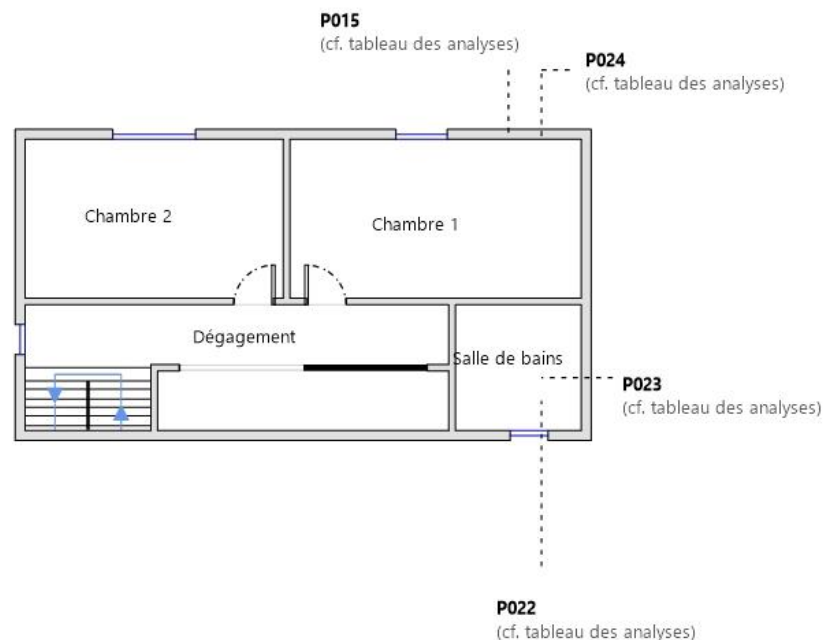 P015
(cf. tableau des analyses)
P024
(cf. tableau des analyses)
Chambre 2
Chambre 1
Dégagement
Salle de bains
P023
(cf. tableau des analyses)
P022
(cf. tableau des analyses)